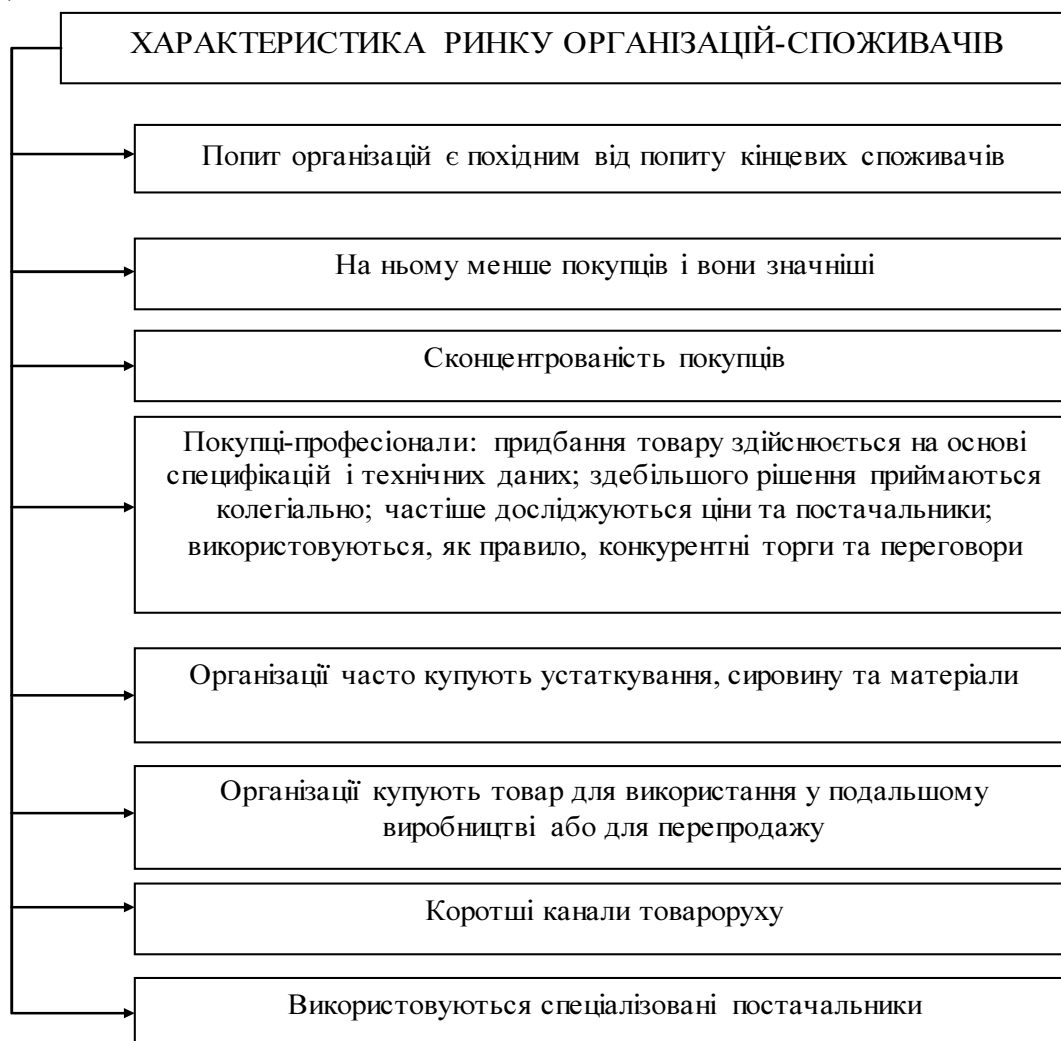 ХАРАКТЕРИСТИКА РИНКУ ОРГАНІЗАЦІЙ-СПОЖИВАЧІВ
Попит організацій є похідним від попиту кінцевих споживачів
На ньому менше покупців і вони значніші
Сконцентрованість покупців
Покупці-професіонали: придбання товару здійснюється на основі
специфікацій і технічних даних; здебільшого рішення приймаються
колегіально; частіше досліджуються ціни та постачальники;
використовуються, як правило, конкурентні торги та переговори
Організації часто купують устаткування, сировину та матеріали
Організації купують товар для використання у подальшому
виробництві або для перепродажу
Коротші канали товароруху
Використовуються спеціалізовані постачальники